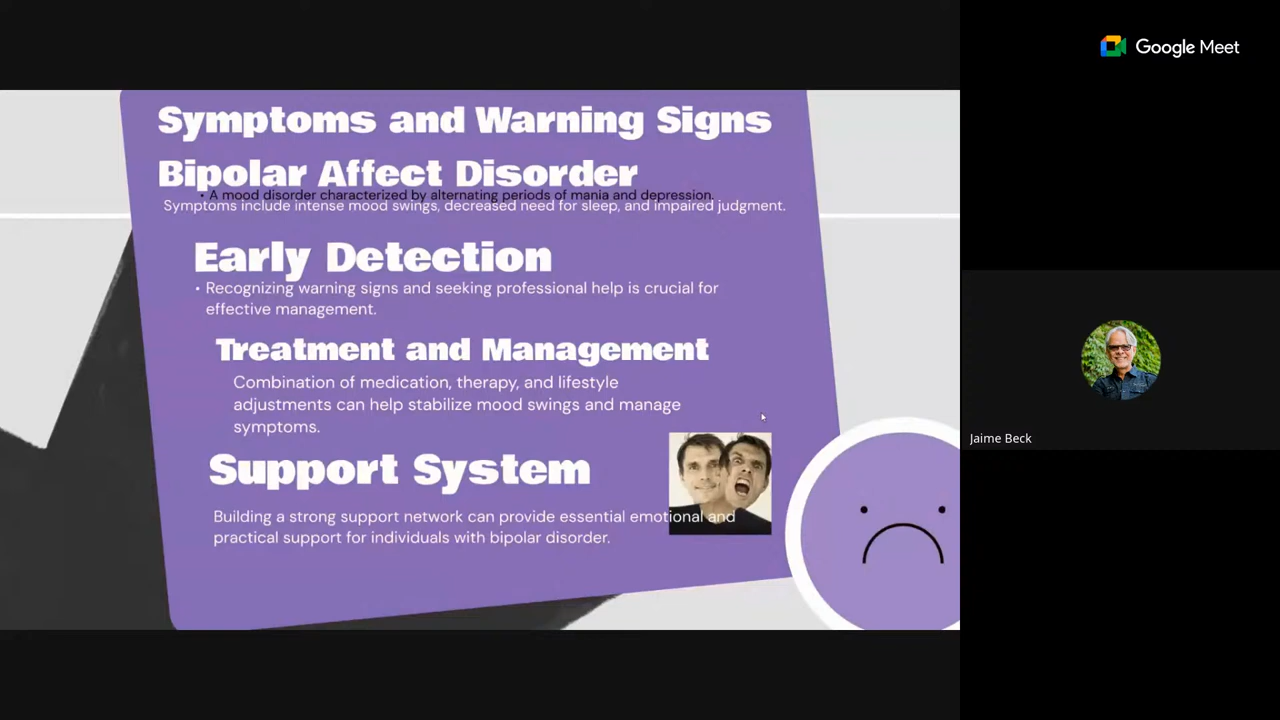 Google Meet
Symptoms and Warning Signs
Bipolar Affect Disorder
• A mood disorder characterized by alternating periods of mania and depression.
Symptoms include intense mood swings, decreased need for sleep, and impaired judgment.
Early Detection
• Recognizing warning signs and seeking professional help is crucial for
effective management.
Treatment and Management
Combination of medication, therapy, and lifestyle
adjustments can help stabilize mood swings and manage
symptoms.
Support System
Building a strong support network can provide essential emotional and
practical support for individuals with bipolar disorder.
Jaime Beck